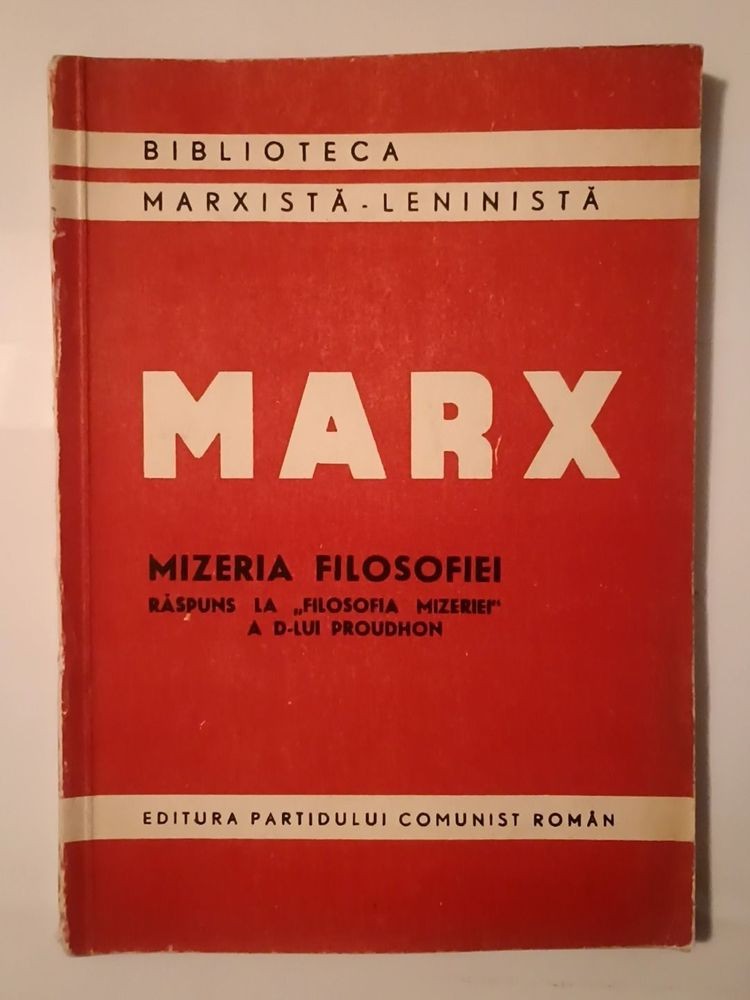 BIBLIOTECA
MARXISTĂ - LENINISTĂ
MARX
MIZERIA FILOSOFIEI
RĂSPUNS LA „FILOSOFIA MIZERIEI“
A D-LUI PROUDHON
EDITURA PARTIDULUI COMUNIST ROMÂN